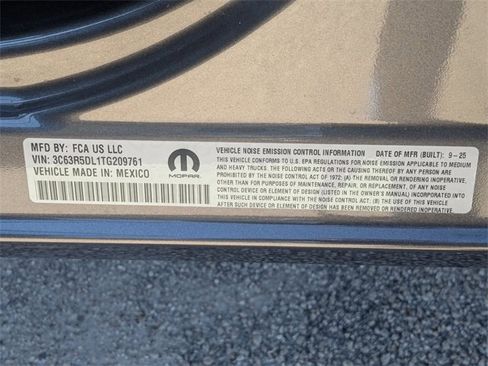 MFD BY: FCA US LLC
VIN: 3C63R5DL1TG209761
VEHICLE MADE IN: MEXICO
MOPAR
VEHICLE NOISE EMISSION CONTROL INFORMATION DATE OF MFR (BUILT): 9-25
THIS VEHICLE CONFORMS TO U.S. EPA REGULATIONS FOR NOISE EMISSION APPLICABLE TO MEDIUM
AND HEAVY TRUCKS. THE FOLLOWING ACTS OR THE CAUSING THEREOF BY ANY PERSON ARE
PROHIBITED BY THE NOISE CONTROL ACT OF 1972: (A) THE REMOVAL OR RENDERING INOPERATIVE,
OTHER THAN FOR PURPOSES OF MAINTENANCE, REPAIR, OR REPLACEMENT, OF ANY NOISE
CONTROL DEVICE OR ELEMENT OF DESIGN (LISTED IN THE OWNER'S MANUAL) INCORPORATED INTO
THIS VEHICLE IN COMPLIANCE WITH THE NOISE CONTROL ACT; (B) THE USE OF THIS VEHICLE
AFTER SUCH DEVICE OR ELEMENT OF DESIGN HAS BEEN REMOVED OR RENDERED INOPERATIVE.